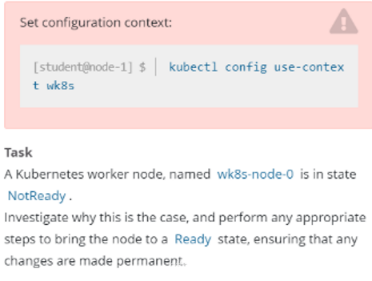 Set configuration context:
[student@node-1] $ | kubectl config use-contex
t wk8s
Task
A Kubernetes worker node, named wk8s-node-0 is in state
NotReady .
Investigate why this is the case, and perform any appropriate
steps to bring the node to a Ready state, ensuring that any
changes are made permanent.